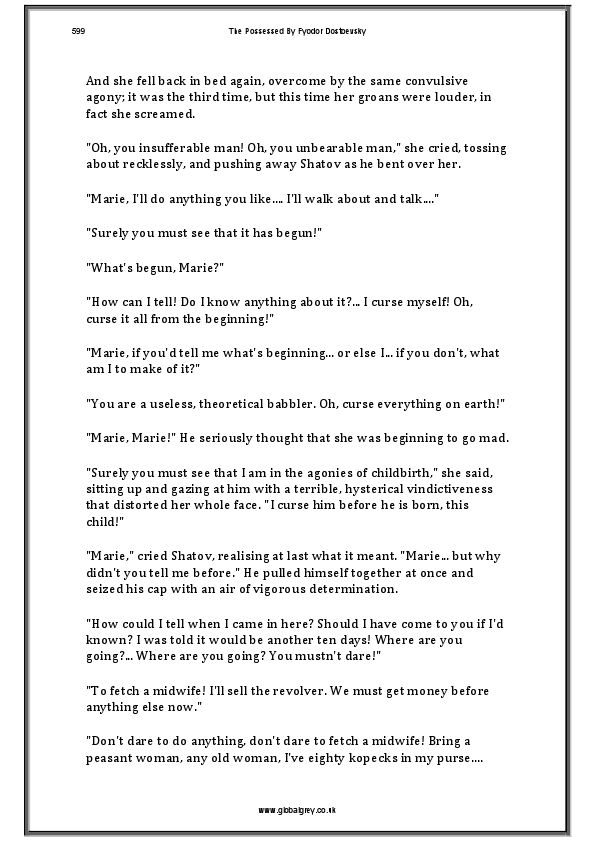 599
The Possessed By Fyodor Dostoevsky
And she fell back in bed again, overcome by the same convulsive
agony; it was the third time, but this time her groans were louder, in
fact she screamed.
"Oh, you insufferable man! Oh, you unbearable man," she cried, tossing
about recklessly, and pushing away Shatov as he bent over her.
"Marie, I'll do anything you like.... I'll walk about and talk...."
"Surely you must see that it has begun!"
"What's begun, Marie?"
"How can I tell! Do I know anything about it?... I curse myself! Oh,
curse it all from the beginning!"
"Marie, if you'd tell me what's beginning... or else I... if you don't, what
am I to make of it?"
"You are a useless, theoretical babbler. Oh, curse everything on earth!"
"Marie, Marie!" He seriously thought that she was beginning to go mad.
"Surely you must see that I am in the agonies of childbirth," she said,
sitting up and gazing at him with a terrible, hysterical vindictiveness
that distorted her whole face. "I curse him before he is born, this
child!"
"Marie," cried Shatov, realising at last what it meant. "Marie... but why
didn't you tell me before." He pulled himself together at once and
seized his cap with an air of vigorous determination.
"How could I tell when I came in here? Should I have come to you if I'd
known? I was told it would be another ten days! Where are you
going?... Where are you going? You mustn't dare!"
"To fetch a midwife! I'll sell the revolver. We must get money before
anything else now."
"Don't dare to do anything, don't dare to fetch a midwife! Bring a
peasant woman, any old woman, I've eighty kopecks in my purse....
www.globalgrey.co.uk